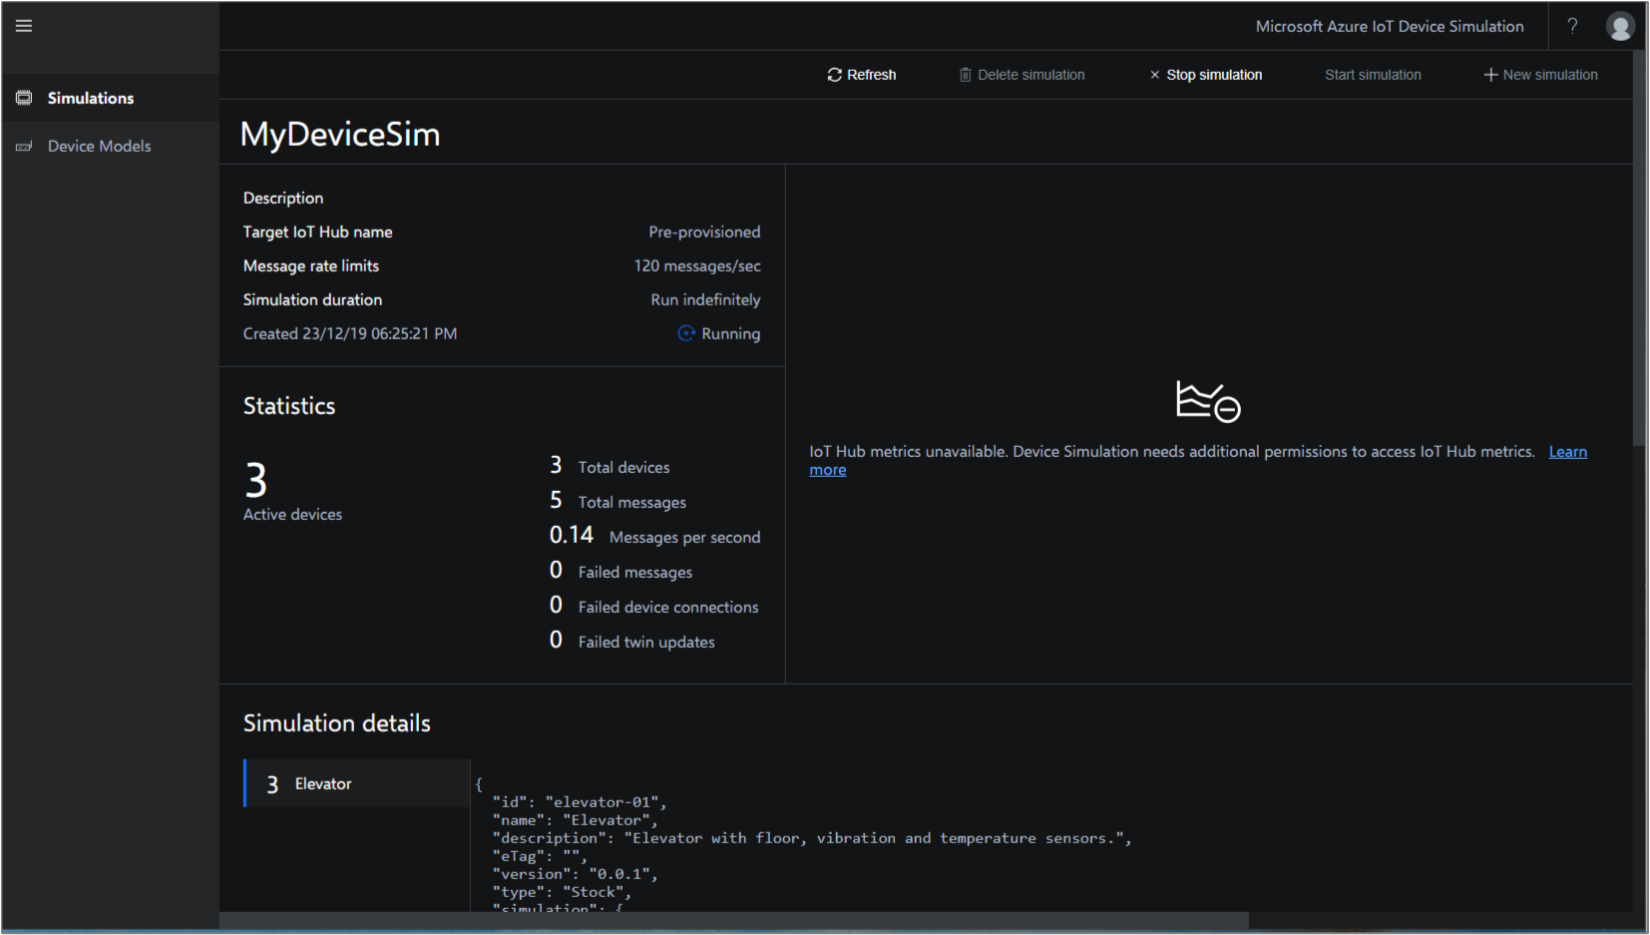 Microsoft Azure IoT Device Simulation
?
Refresh
Delete simulation
× Stop simulation
Start simulation
+ New simulation
Simulations
Device Models
MyDeviceSim
Description
Target IoT Hub name Pre-provisioned
Message rate limits 120 messages/sec
Simulation duration Run indefinitely
Created 23/12/19 06:25:21 PM Running
Statistics
3
Active devices
3 Total devices
5 Total messages
0.14 Messages per second
0 Failed messages
0 Failed device connections
0 Failed twin updates
IoT Hub metrics unavailable. Device Simulation needs additional permissions to access IoT Hub metrics. Learn
more
Simulation details
3 Elevator
{
"id": "elevator-01",
"name": "Elevator",
"description": "Elevator with floor, vibration and temperature sensors.",
"eTag": "",
"version": "0.0.1",
"type": "Stock",
"simulation": {